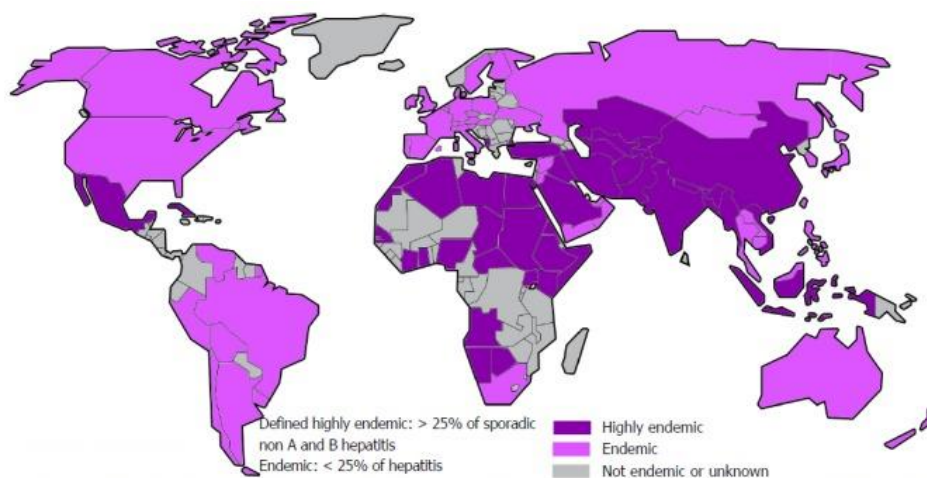 Defined highly endemic: > 25% of sporadic
non A and B hepatitis
Endemic: < 25% of hepatitis
Highly endemic
Endemic
Not endemic or unknown